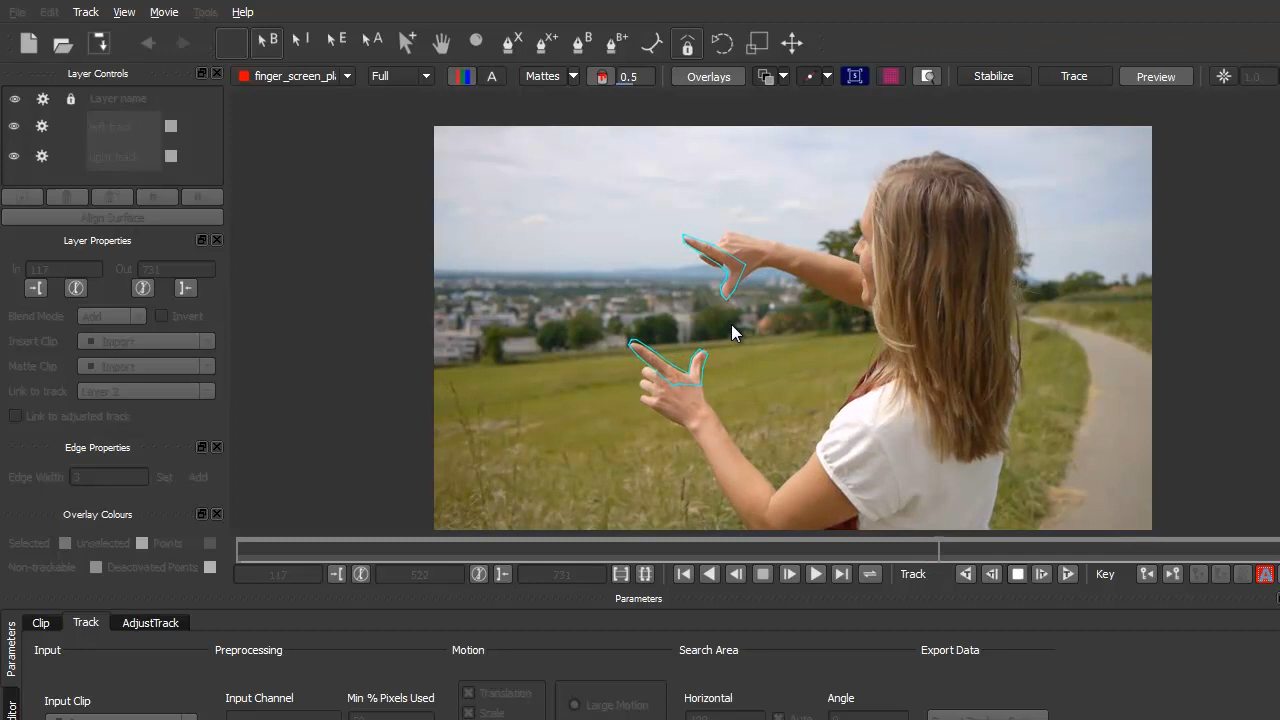 File Edit Track View Movie Tools Help
B I E A X X+ B B+
Layer Controls
finger_screen_pl Full A Mattes 0.5 Overlays S Stabilize Trace Preview 1.0
Layer name
left track
right track
Align Surface
Layer Properties
In 117 Out 731
Blend Mode Add Invert
Insert Clip Import
Matte Clip Import
Link to track Layer 2
Link to adjusted track
Edge Properties
Edge Width 3 Set Add
Overlay Colours
Selected Unselected Points
Non-trackable Deactivated Points
117 522 731 Track Key A
Parameters
Clip Track AdjustTrack
Parameters
Input Preprocessing Motion Search Area Export Data
Input Clip Input Channel Min % Pixels Used Translation Large Motion Horizontal Angle
Scale Auto